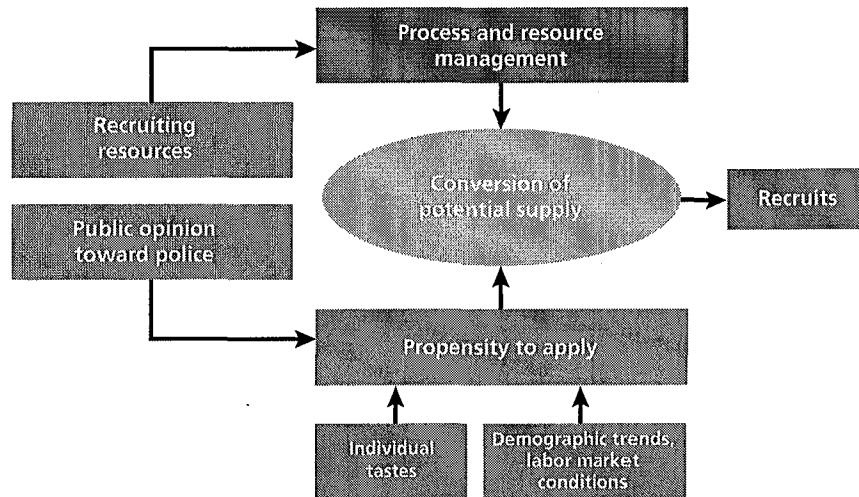 Process and resource
management
Recruiting
resources
Conversion of
potential supply
Recruits
Public opinion
toward police
Propensity to apply
Individual
tastes
Demographic trends,
labor market
conditions